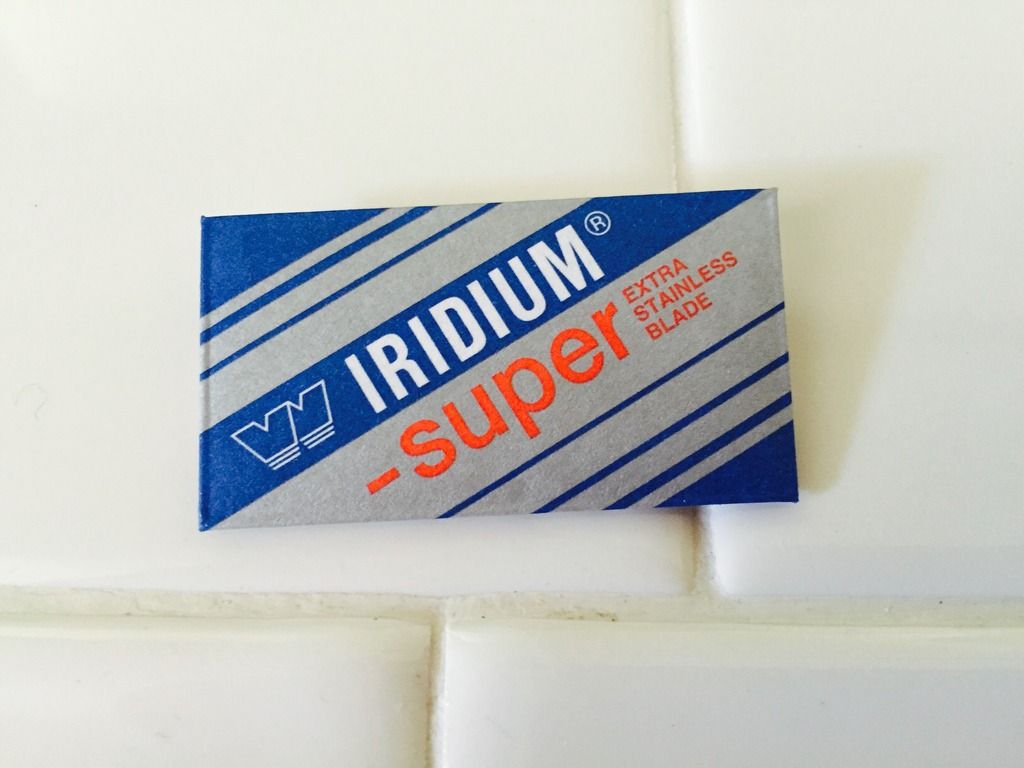 IRIDIUM®
-super
EXTRA
STAINLESS
BLADE